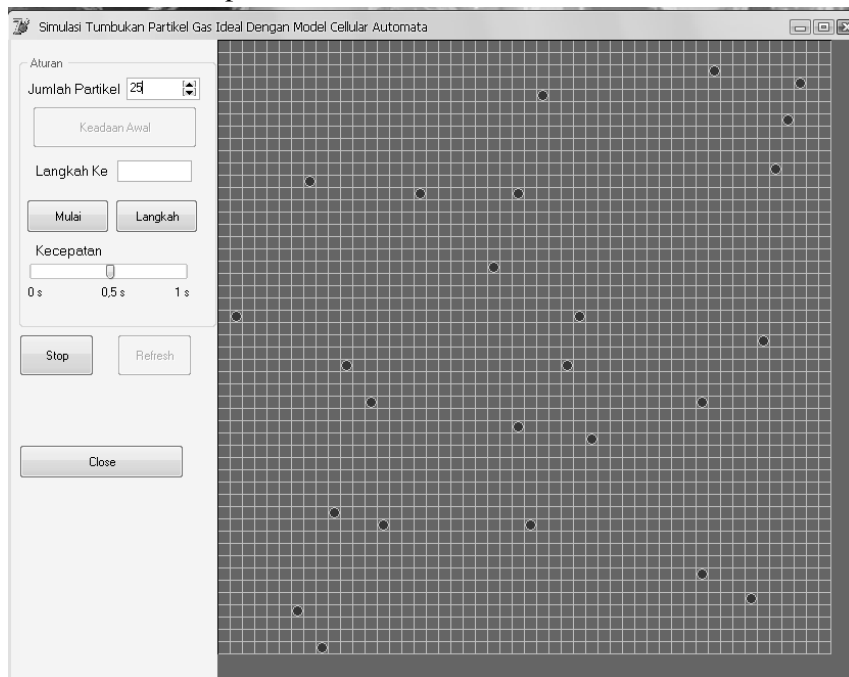 Simulasi Tumbukan Partikel Gas Ideal Dengan Model Cellular Automata
Aturan
Jumlah Partikel 25
Keadaan Awal
Langkah Ke
Mulai Langkah
Kecepatan
0 s 0,5 s 1 s
Stop Refresh
Close